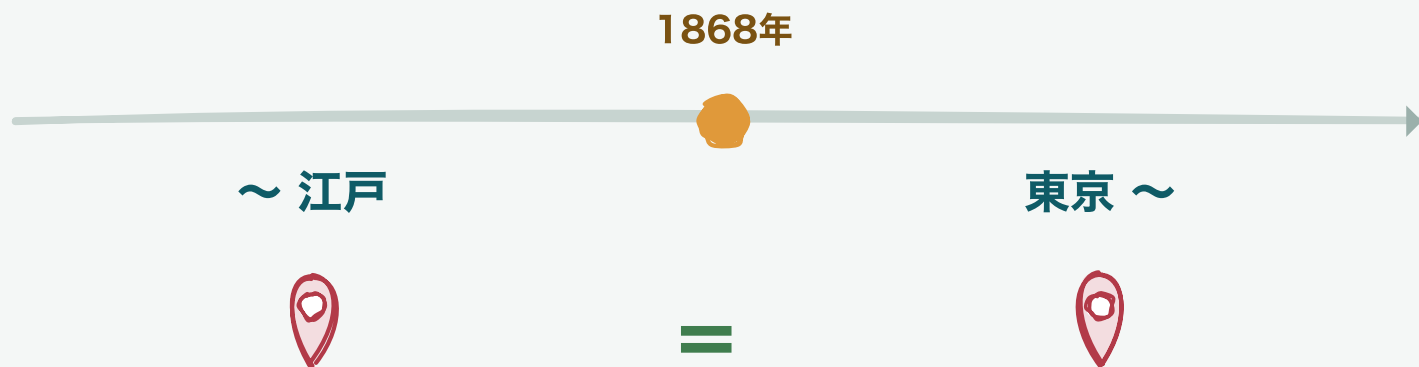 1868年
～ 江戸
東京 ～
=